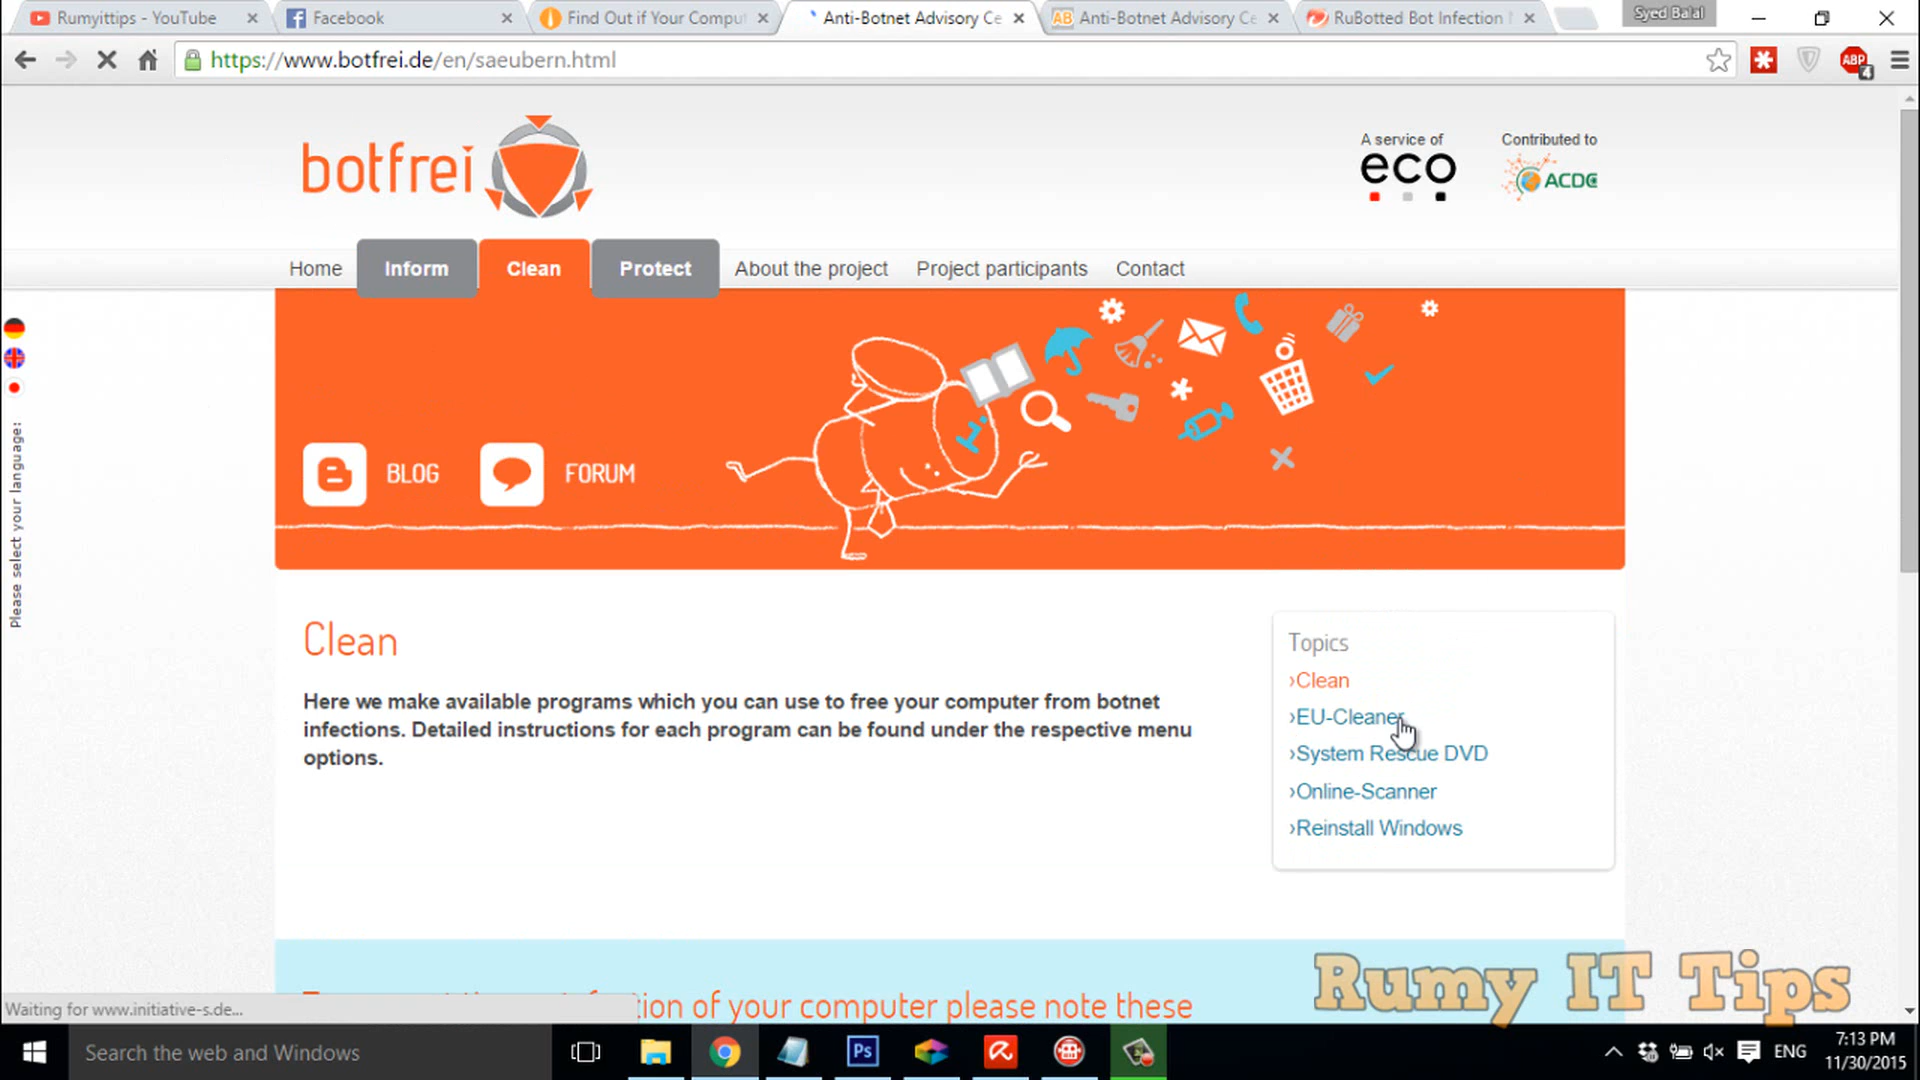 Rumyittips - YouTube
Facebook
Find Out if Your Comput
Anti-Botnet Advisory Ce
AB Anti-Botnet Advisory Ce
RuBotted Bot Infection
Syed Balal
https://www.botfrei.de/en/saeubern.html
ABP
4
botfrei
A service of
eco
Contributed to
ACDC
Home
Inform
Clean
Protect
About the project
Project participants
Contact
Please select your language:
BLOG
FORUM
Clean
Here we make available programs which you can use to free your computer from botnet
infections. Detailed instructions for each program can be found under the respective menu
options.
Topics
›Clean
›EU-Cleaner
›System Rescue DVD
›Online-Scanner
›Reinstall Windows
of your computer please note these
Waiting for www.initiative-s.de...
Rumy IT Tips
Search the web and Windows
Ps
ENG
7:13 PM
11/30/2015